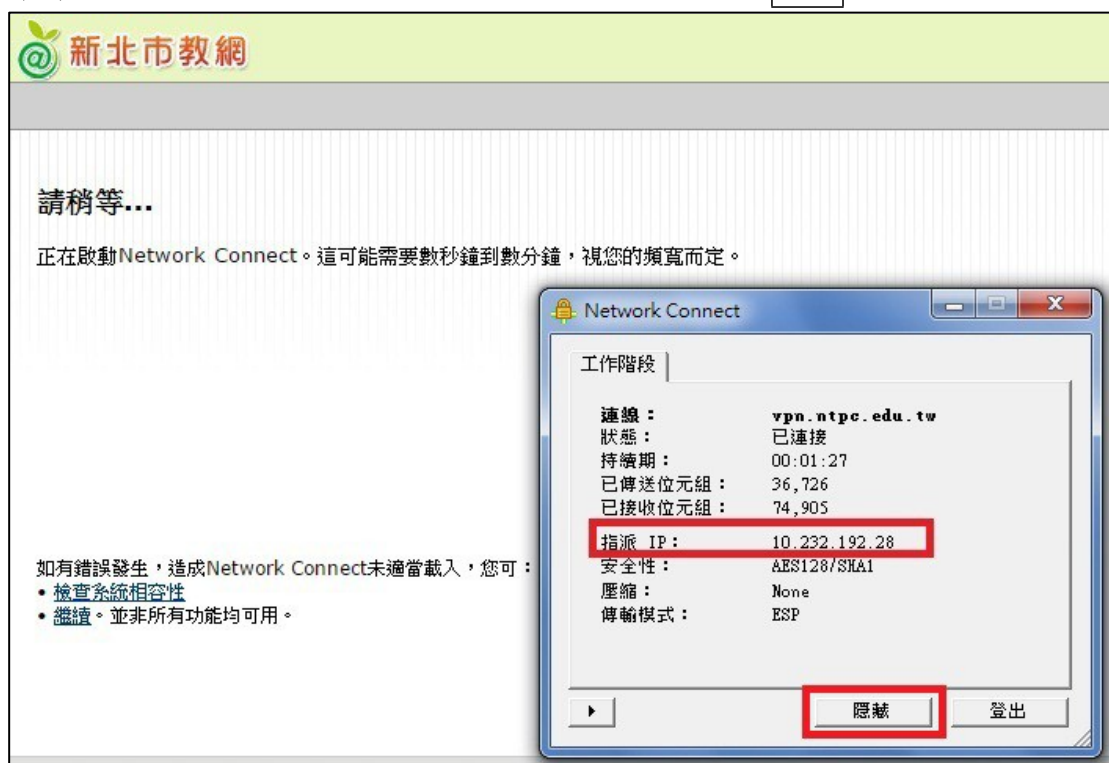 新北市教網
請稍等...
正在啟動Network Connect。這可能需要數秒鐘到數分鐘，視您的頻寬而定。
Network Connect
工作階段
連線： vpn.ntpc.edu.tw
狀態： 已連接
持續期： 00:01:27
已傳送位元組： 36,726
已接收位元組： 74,905
指派 IP： 10.232.192.28
安全性： AES128/SHA1
壓縮： None
傳輸模式： ESP
隱藏
登出
如有錯誤發生，造成Network Connect未適當載入，您可：
• 檢查系統相容性
• 繼續。並非所有功能均可用。